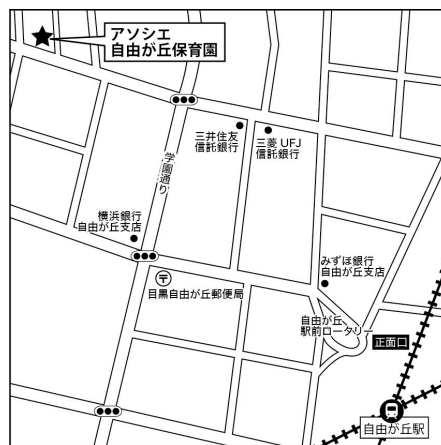 アソシエ
自由が丘保育園
三井住友
信託銀行
三菱 UFJ
信託銀行
学園通り
横浜銀行
自由が丘支店
〒
目黒自由が丘郵便局
みずほ銀行
自由が丘支店
自由が丘
駅前ロータリー
正面口
自由が丘駅